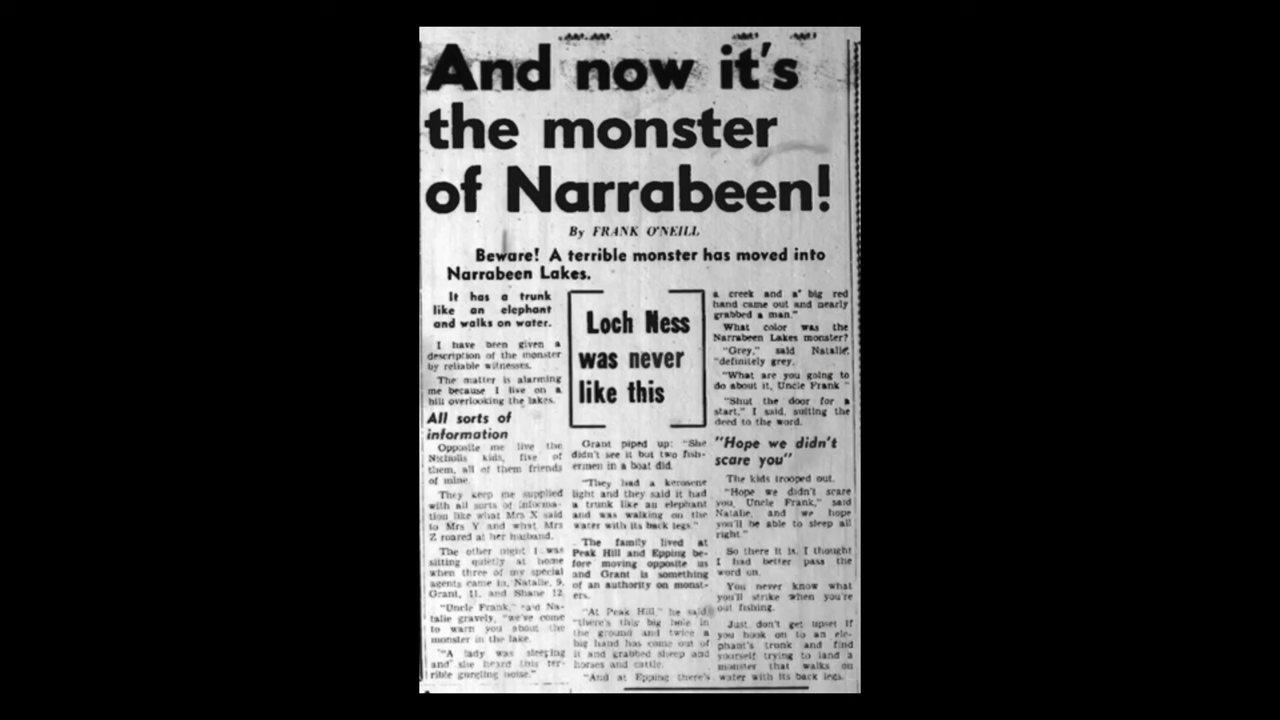 And now it's
the monster
of Narrabeen!
By FRANK O'NEILL
Beware! A terrible monster has moved into
Narrabeen Lakes.
It has a trunk
like an elephant
and walks on water.
I have been given a
description of the monster
by reliable witnesses.
The matter is alarming
me because I live on a
hill overlooking the lakes.
All sorts of
information
Opposite me live the
Nicholls kids, five of
them, all of them friends
of mine.
They keep me supplied
with all sorts of informa-
tion like what Mrs X said
to Mrs Y and what Mrs
Z roared at her husband.
The other night I was
sitting quietly at home
when three of my special
agents came in, Natalie, 9,
Grant, 11, and Shane 12.
"Uncle Frank," said Na-
talie gravely, "we've come
to warn you about the
monster in the lake.
"A lady was sleeping
and she heard this ter-
rible gurgling noise."
Loch Ness
was never
like this
Grant piped up: "She
didn't see it but two fish-
ermen in a boat did.
"They had a kerosene
light and they said it had
a trunk like an elephant
and was walking on the
water with its back legs."
The family lived at
Peak Hill and Epping be-
fore moving opposite us
and Grant is something
of an authority on monst-
ers.
"At Peak Hill," he said
"there's this big hole in
the ground and twice a
big hand has come out of
it and grabbed sheep and
horses and cattle.
"And at Epping there's
a creek and a big red
hand came out and nearly
grabbed a man."
What color was the
Narrabeen Lakes monster?
"Grey," said Natalie.
"definitely grey.
"What are you going to
do about it, Uncle Frank"
"Shut the door for a
start," I said, suiting the
deed to the word.
"Hope we didn't
scare you"
The kids trooped out.
"Hope we didn't scare
you, Uncle Frank," said
Natalie, and we hope
you'll be able to sleep all
right."
So there it is. I thought
I had better pass the
word on.
You never know what
you'll strike when you're
out fishing.
Just don't get upset if
you hook on to an ele-
phant's trunk and find
yourself trying to land a
monster that walks on
water with its back legs.